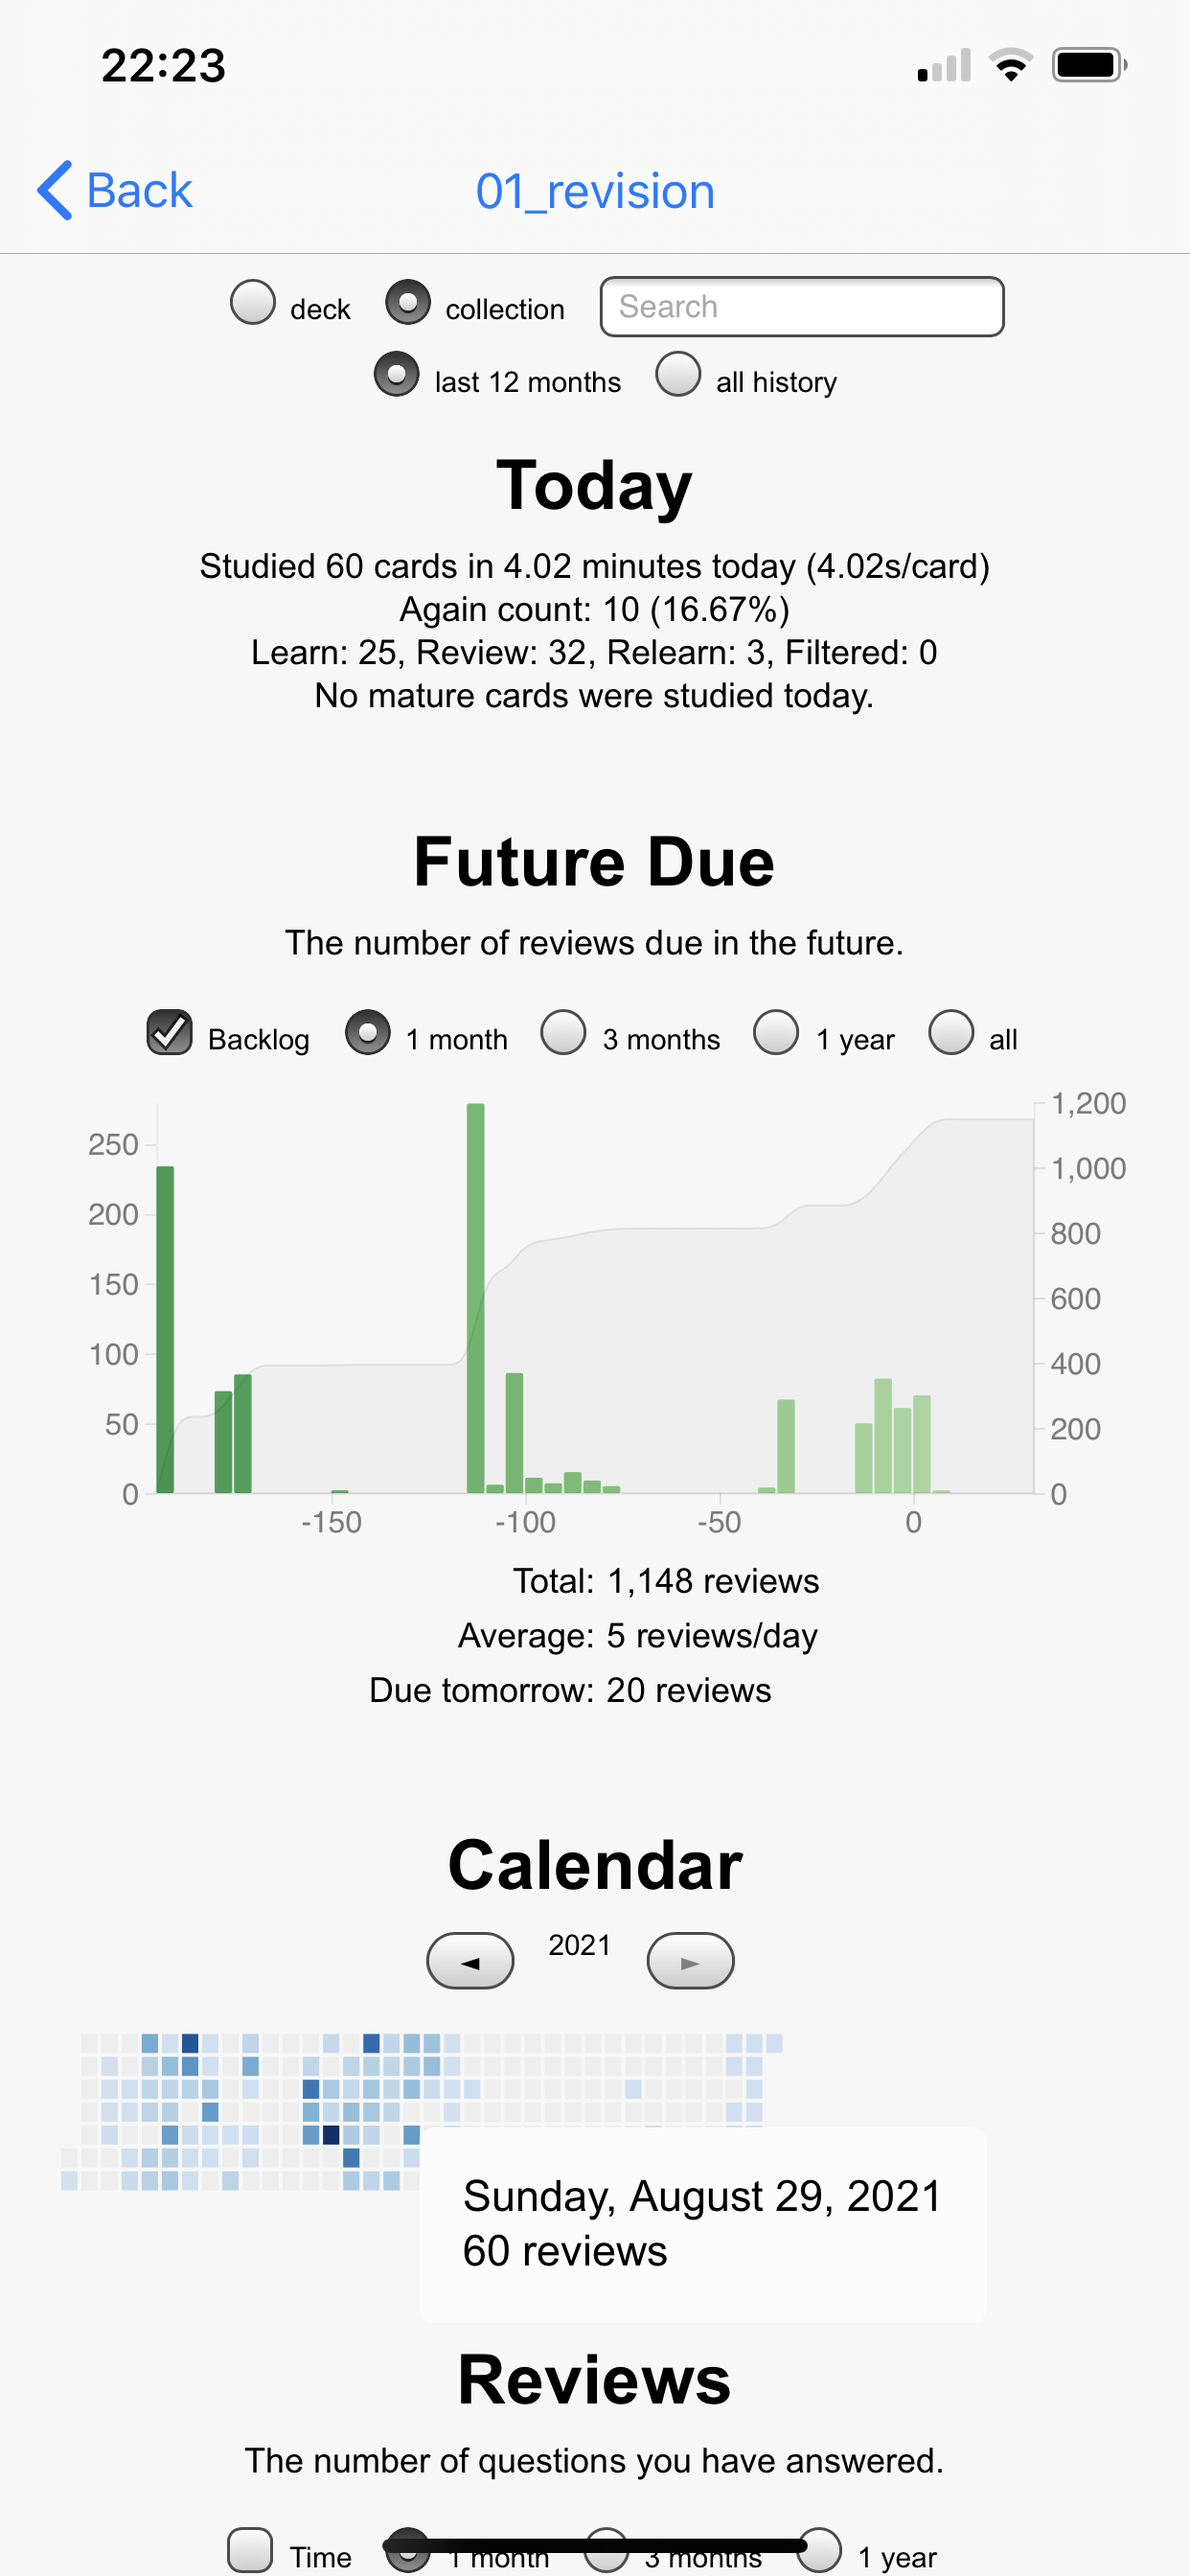 22:23
Back
01_revision
deck collection Search
last 12 months all history
Today
Studied 60 cards in 4.02 minutes today (4.02s/card)
Again count: 10 (16.67%)
Learn: 25, Review: 32, Relearn: 3, Filtered: 0
No mature cards were studied today.
Future Due
The number of reviews due in the future.
Backlog 1 month 3 months 1 year all
250
200
150
100
50
0
1,200
1,000
800
600
400
200
0
-150 -100 -50 0
Total: 1,148 reviews
Average: 5 reviews/day
Due tomorrow: 20 reviews
Calendar
◄ 2021 ►
Sunday, August 29, 2021
60 reviews
Reviews
The number of questions you have answered.
Time 1 month 3 months 1 year